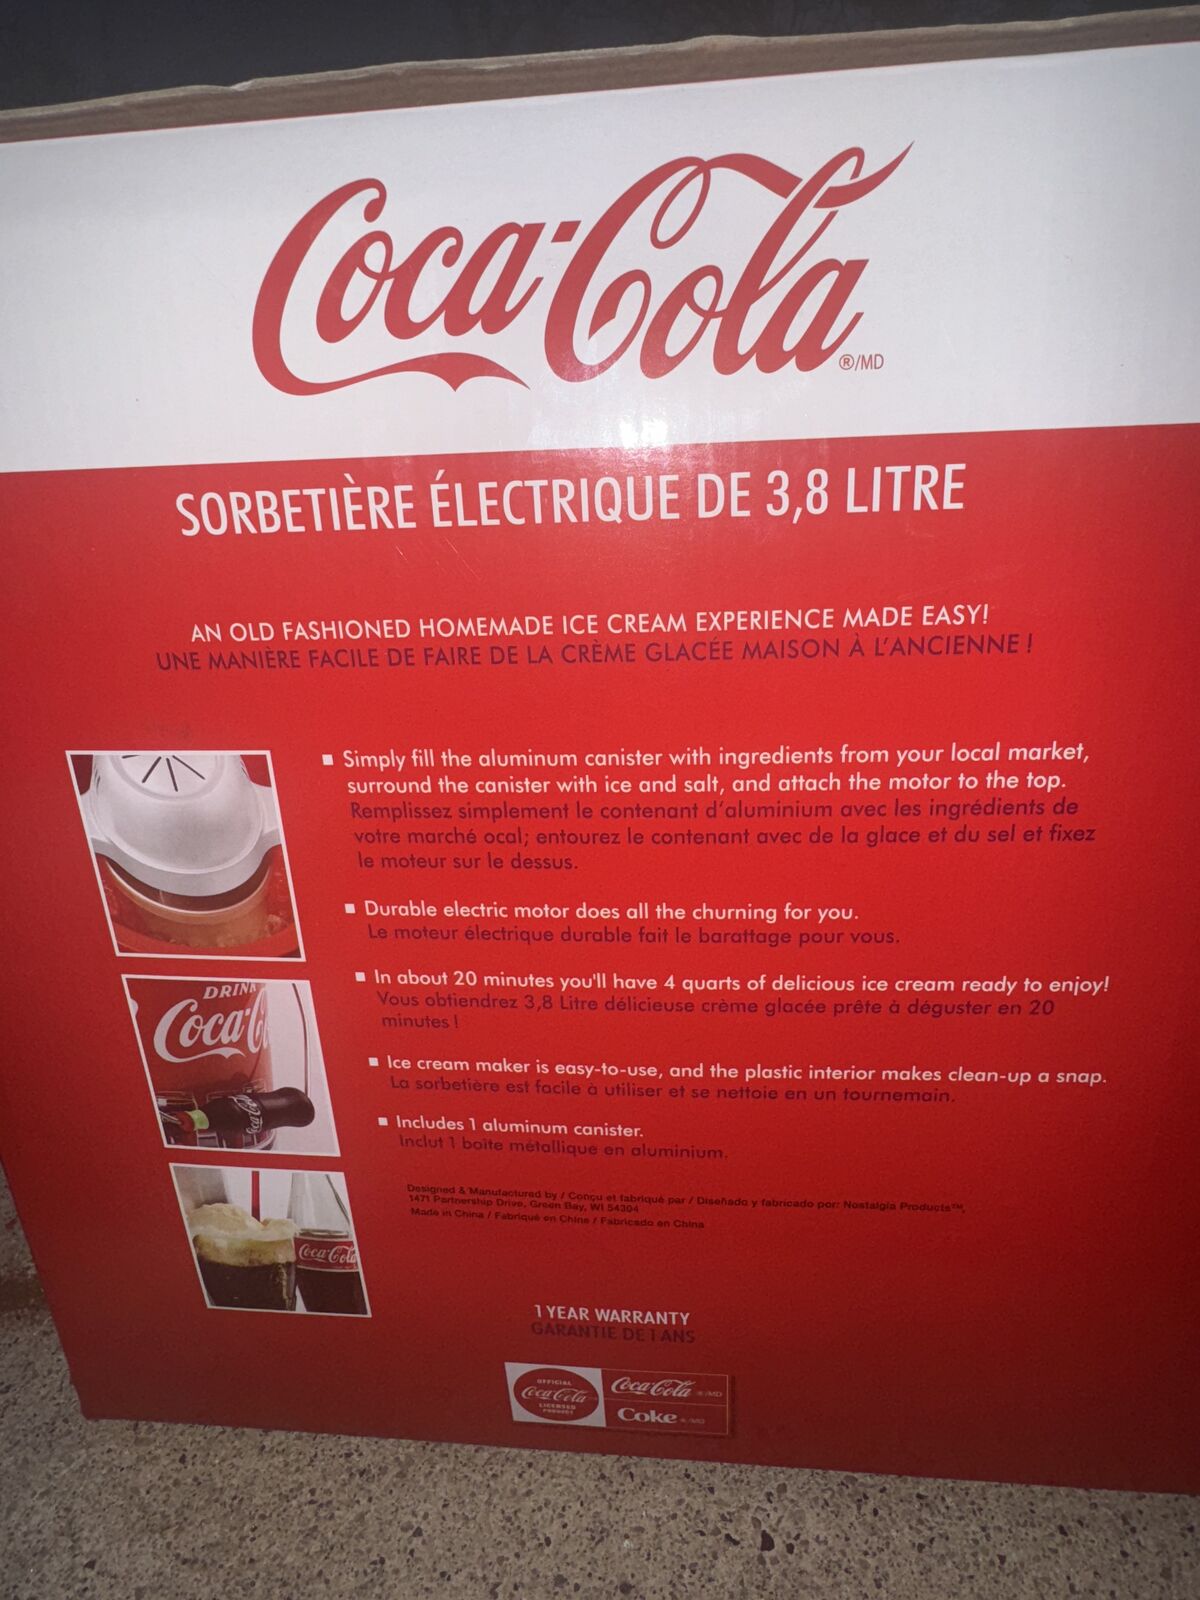 Coca-Cola ®/MD
SORBETIÈRE ÉLECTRIQUE DE 3,8 LITRE
AN OLD FASHIONED HOMEMADE ICE CREAM EXPERIENCE MADE EASY!
UNE MANIÈRE FACILE DE FAIRE DE LA CRÈME GLACÉE MAISON À L'ANCIENNE !
▪ Simply fill the aluminum canister with ingredients from your local market,
surround the canister with ice and salt, and attach the motor to the top.
Remplissez simplement le contenant d'aluminium avec les ingrédients de
votre marché ocal; entourez le contenant avec de la glace et du sel et fixez
le moteur sur le dessus.
▪ Durable electric motor does all the churning for you.
Le moteur électrique durable fait le barattage pour vous.
▪ In about 20 minutes you'll have 4 quarts of delicious ice cream ready to enjoy!
Vous obtiendrez 3,8 Litre délicieuse crème glacée prête à déguster en 20
minutes !
▪ Ice cream maker is easy-to-use, and the plastic interior makes clean-up a snap.
La sorbetière est facile à utiliser et se nettoie en un tournemain.
▪ Includes 1 aluminum canister.
Inclut 1 boîte métallique en aluminium.
DRINK
Coca-C
Coca-Co
Coca-Cola
Designed & Manufactured by / Conçu et fabriqué par / Diseñado y fabricado por: Nostalgia Products™,
1471 Partnership Drive, Green Bay, WI 54304
Made in China / Fabriqué en Chine / Fabricado en China
1 YEAR WARRANTY
GARANTIE DE 1 ANS
OFFICIAL
Coca-Cola
LICENSED
PRODUCT
Coca-Cola ®/MD
Coke ®/MD